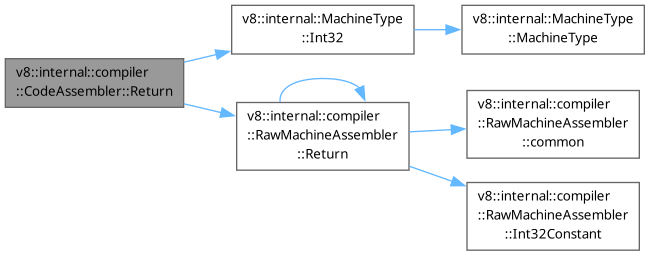 v8::internal::compiler
::CodeAssembler::Return
v8::internal::MachineType
::Int32
v8::internal::MachineType
::MachineType
v8::internal::compiler
::RawMachineAssembler
::Return
v8::internal::compiler
::RawMachineAssembler
::common
v8::internal::compiler
::RawMachineAssembler
::Int32Constant